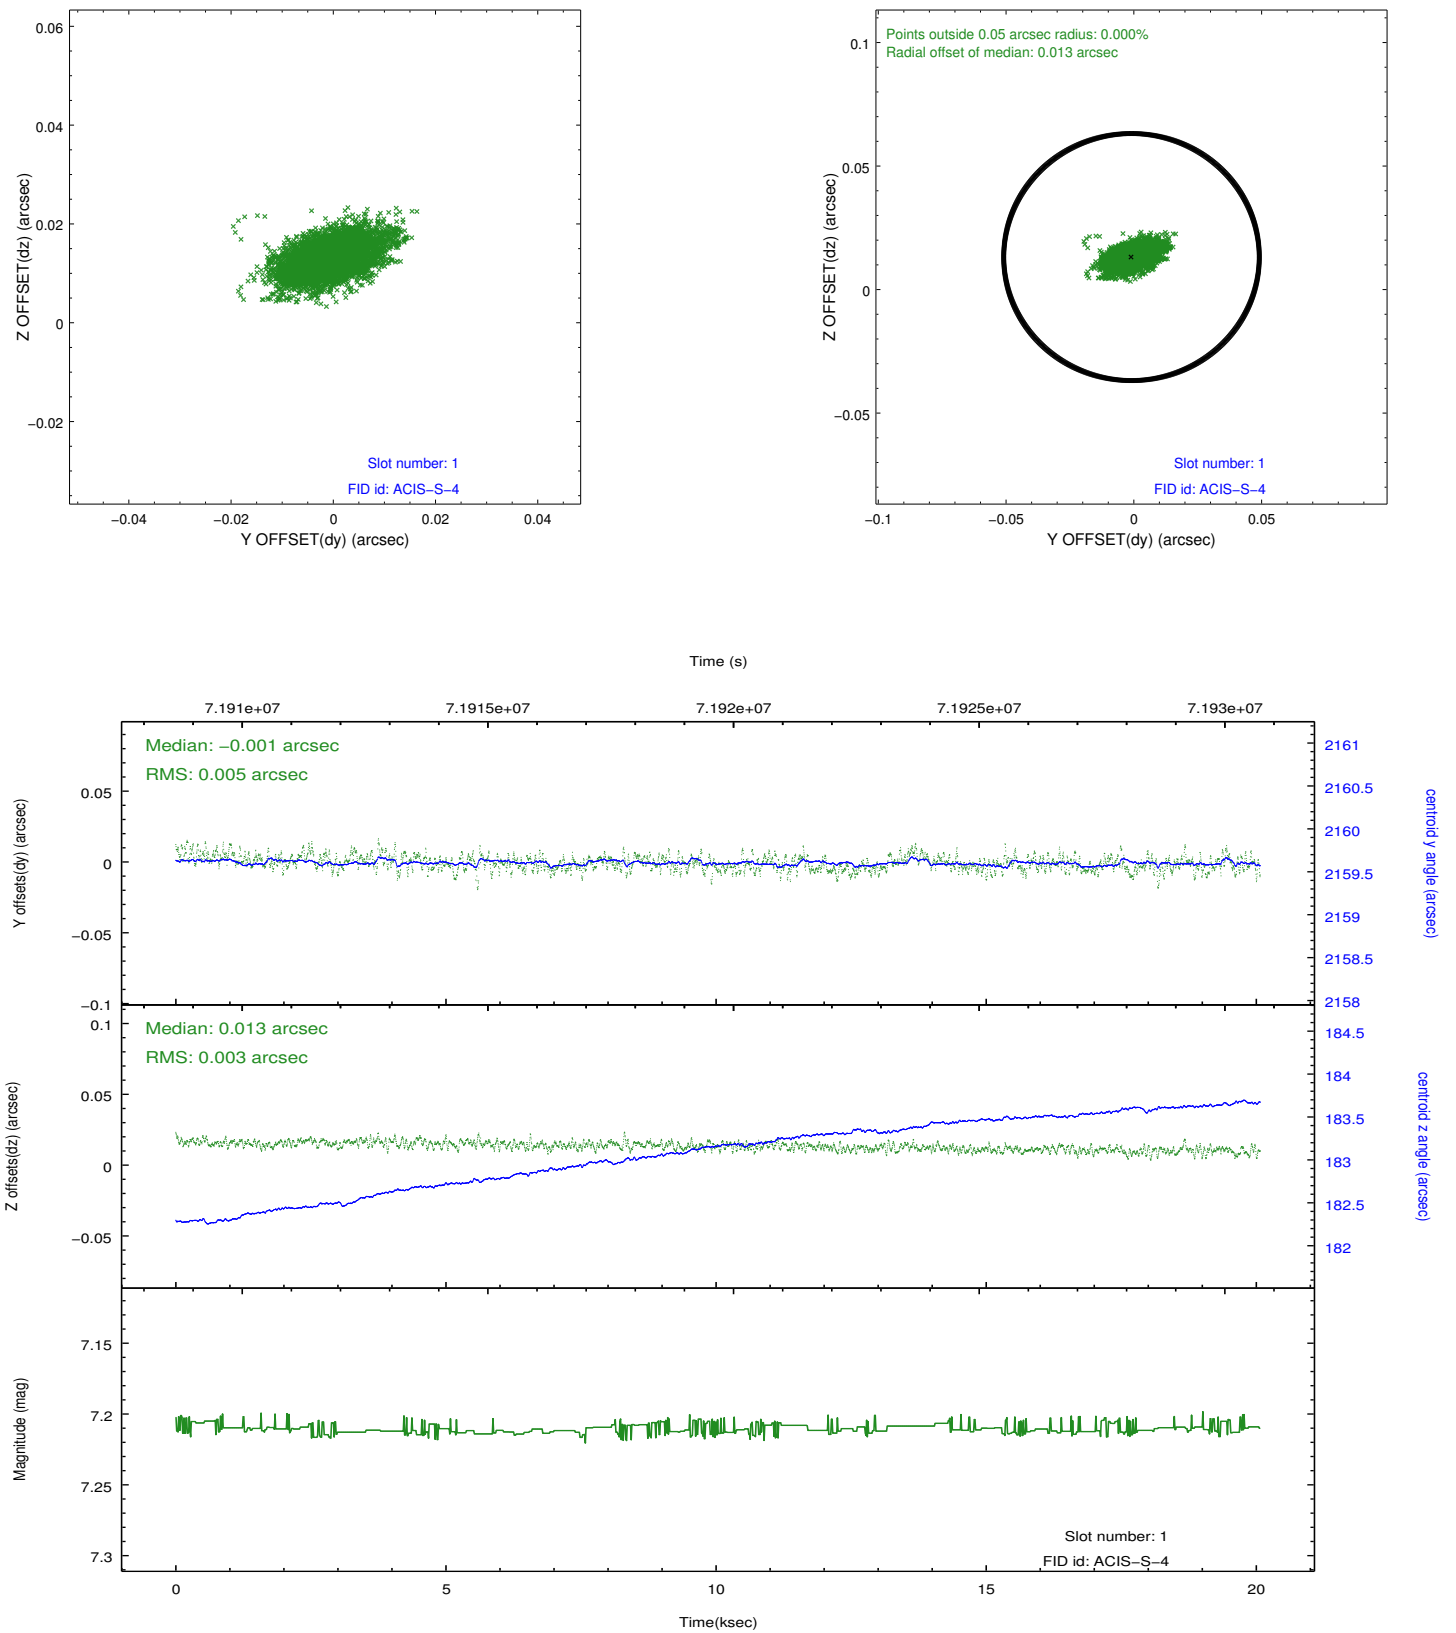 0.06
0.04
0.02
0
−0.02
Z OFFSET(dz) (arcsec)
Slot number: 1
FID id: ACIS−S−4
−0.04
−0.02
0
0.02
0.04
Y OFFSET(dy) (arcsec)
Points outside 0.05 arcsec radius: 0.000%
Radial offset of median: 0.013 arcsec
0.1
0.05
0
−0.05
Z OFFSET(dz) (arcsec)
Slot number: 1
FID id: ACIS−S−4
−0.1
−0.05
0
0.05
Y OFFSET(dy) (arcsec)
Time (s)
7.191e+07
7.1915e+07
7.192e+07
7.1925e+07
7.193e+07
Median: −0.001 arcsec
RMS: 0.005 arcsec
0.05
0
−0.05
−0.1
Y offsets(dy) (arcsec)
2161
2160.5
2160
2159.5
2159
2158.5
2158
centroid y angle (arcsec)
Median: 0.013 arcsec
RMS: 0.003 arcsec
0.1
0.05
0
−0.05
Z offsets(dz) (arcsec)
184.5
184
183.5
183
182.5
182
centroid z angle (arcsec)
7.15
7.2
7.25
7.3
Magnitude (mag)
Slot number: 1
FID id: ACIS−S−4
0
5
10
15
20
Time(ksec)